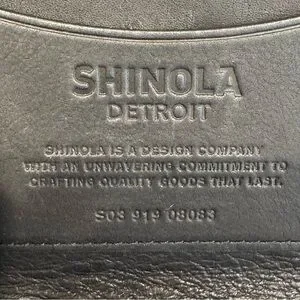 SHINOLA
DETROIT
SHINOLA IS A DESIGN COMPANY
WITH AN UNWAVERING COMMITMENT TO
CRAFTING QUALITY GOODS THAT LAST.
S03 919 08083